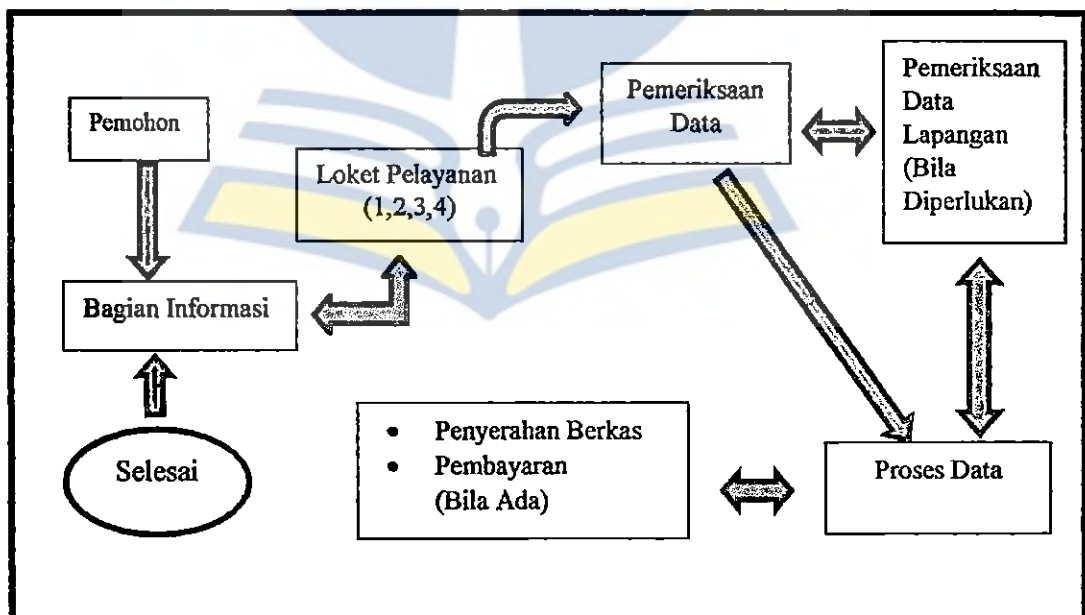 Pemohon
Bagian Informasi
Selesai
Loket Pelayanan
(1,2,3,4)
Pemeriksaan
Data
Pemeriksaan
Data
Lapangan
(Bila
Diperlukan)
Proses Data
• Penyerahan Berkas
• Pembayaran
(Bila Ada)